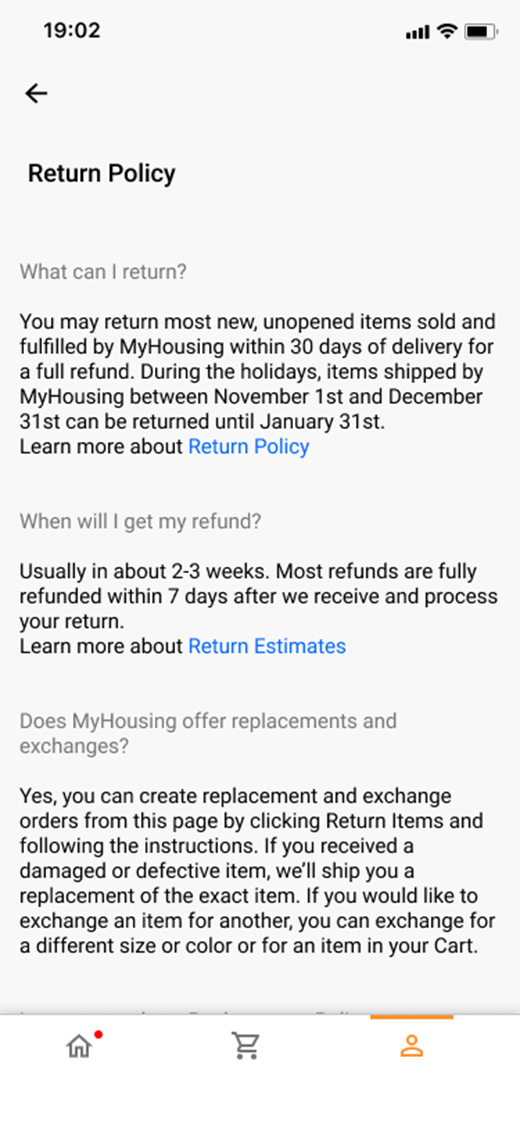 19:02
Return Policy
What can I return?
You may return most new, unopened items sold and
fulfilled by MyHousing within 30 days of delivery for
a full refund. During the holidays, items shipped by
MyHousing between November 1st and December
31st can be returned until January 31st.
Learn more about Return Policy
When will I get my refund?
Usually in about 2-3 weeks. Most refunds are fully
refunded within 7 days after we receive and process
your return.
Learn more about Return Estimates
Does MyHousing offer replacements and
exchanges?
Yes, you can create replacement and exchange
orders from this page by clicking Return Items and
following the instructions. If you received a
damaged or defective item, we'll ship you a
replacement of the exact item. If you would like to
exchange an item for another, you can exchange for
a different size or color or for an item in your Cart.